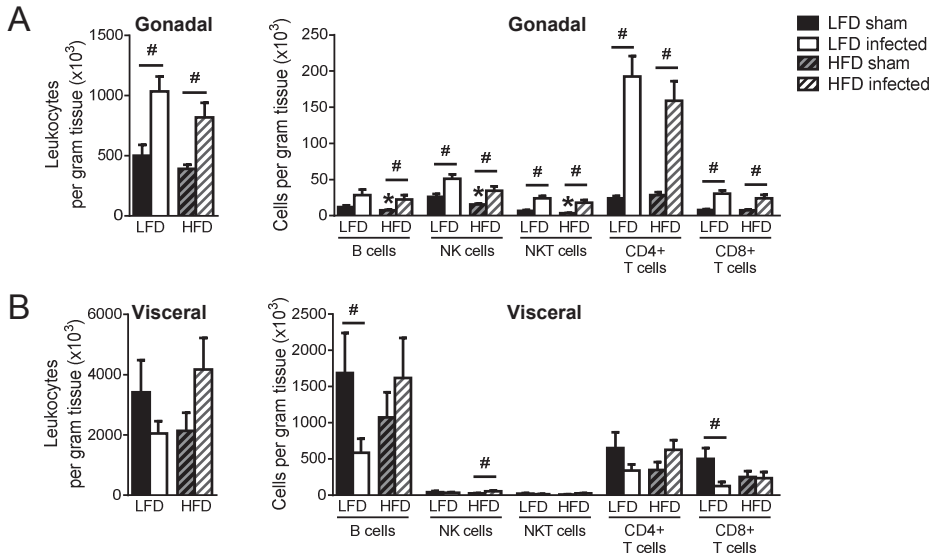 A
Gonadal
Leukocytes
per gram tissue (x10³)
1500
1000
500
0
#
#
LFD HFD
Gonadal
Cells per gram tissue (x10³)
250
200
150
100
50
0
#
#
#
#
#
#
#
#
#
*
*
*
LFD HFD LFD HFD LFD HFD LFD HFD LFD HFD
B cells NK cells NKT cells CD4+ CD8+
T cells T cells
LFD sham
LFD infected
HFD sham
HFD infected
B
Visceral
Leukocytes
per gram tissue (x10³)
6000
4000
2000
0
LFD HFD
Visceral
Cells per gram tissue (x10³)
2500
2000
1500
1000
500
0
#
#
#
LFD HFD LFD HFD LFD HFD LFD HFD LFD HFD
B cells NK cells NKT cells CD4+ CD8+
T cells T cells